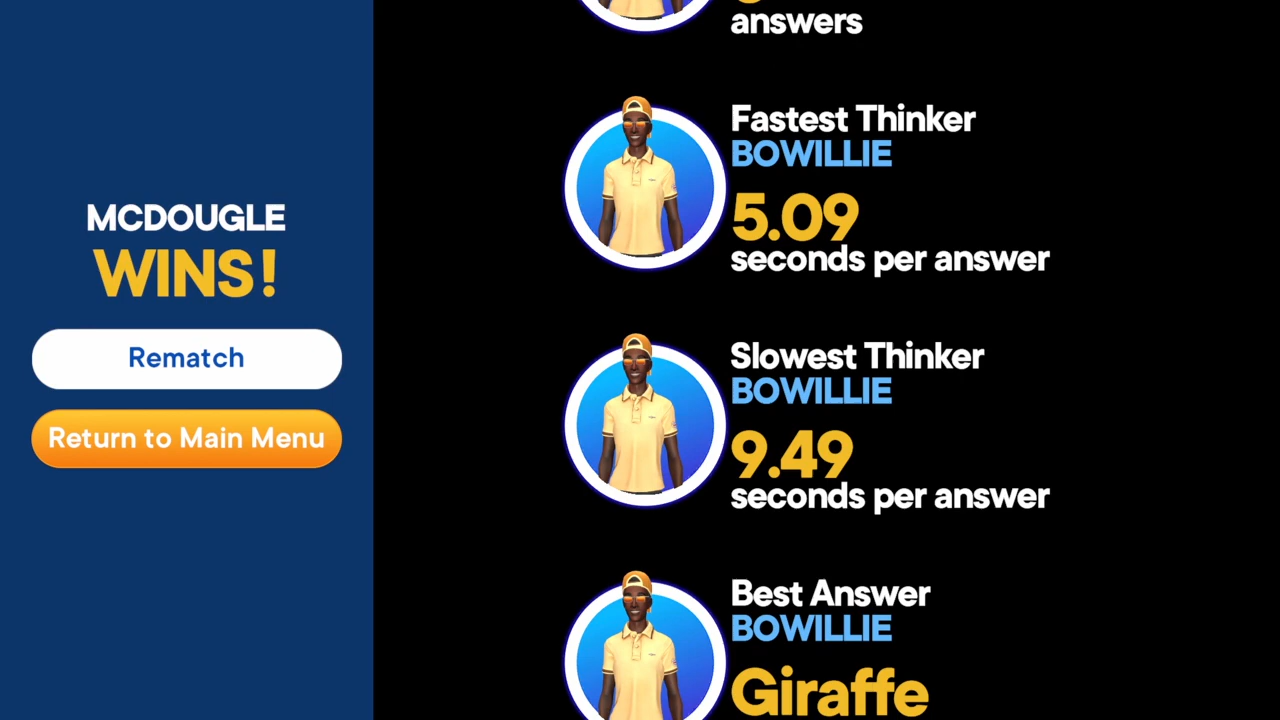 MCDOUGLE
WINS!
Rematch
Return to Main Menu
answers
Fastest Thinker
BOWILLIE
5.09
seconds per answer
Slowest Thinker
BOWILLIE
9.49
seconds per answer
Best Answer
BOWILLIE
Giraffe